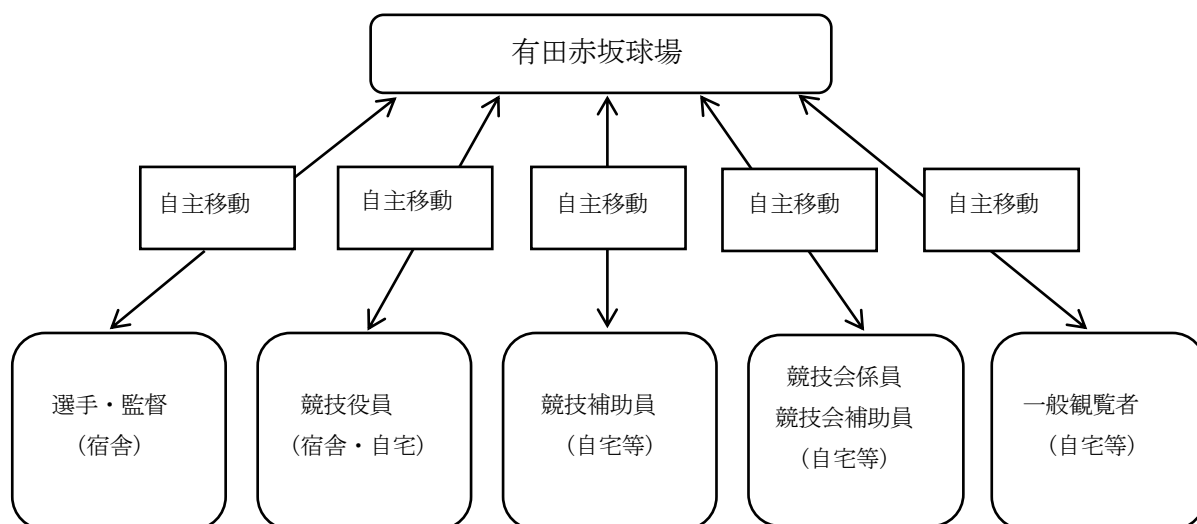 有田赤坂球場
自主移動
自主移動
自主移動
自主移動
自主移動
選手・監督
（宿舎）
競技役員
（宿舎・自宅）
競技補助員
（自宅等）
競技会係員
競技会補助員
（自宅等）
一般観覧者
（自宅等）